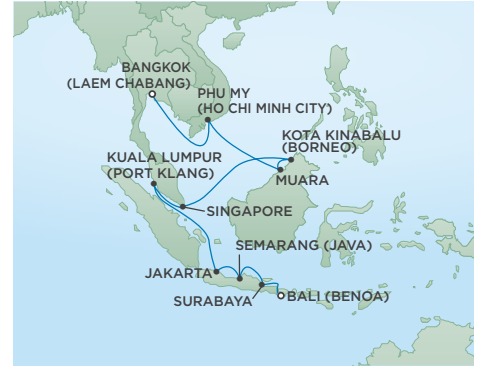 BANGKOK
(LAEM CHABANG)
PHU MY
(HO CHI MINH CITY)
KOTA KINABALU
(BORNEO)
KUALA LUMPUR
(PORT KLANG)
MUARA
SINGAPORE
SEMARANG (JAVA)
JAKARTA
SURABAYA
BALI (BENOA)